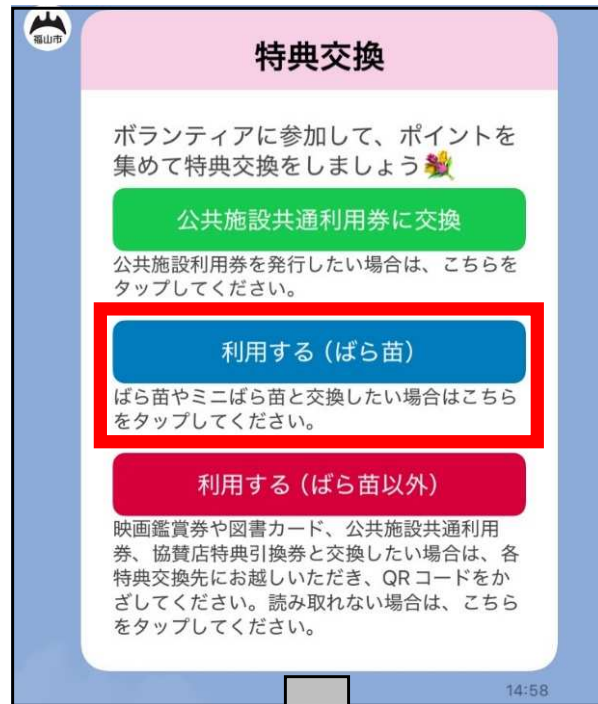 福山市
特典交換
ボランティアに参加して、ポイントを
集めて特典交換をしましょう💐
公共施設共通利用券に交換
公共施設利用券を発行したい場合は、こちらを
タップしてください。
利用する（ばら苗）
ばら苗やミニばら苗と交換したい場合はこちら
をタップしてください。
利用する（ばら苗以外）
映画鑑賞券や図書カード、公共施設共通利用
券、協賛店特典引換券と交換したい場合は、各
特典交換先にお越しいただき、QRコードをか
ざしてください。読み取れない場合は、こちら
をタップしてください。
14:58